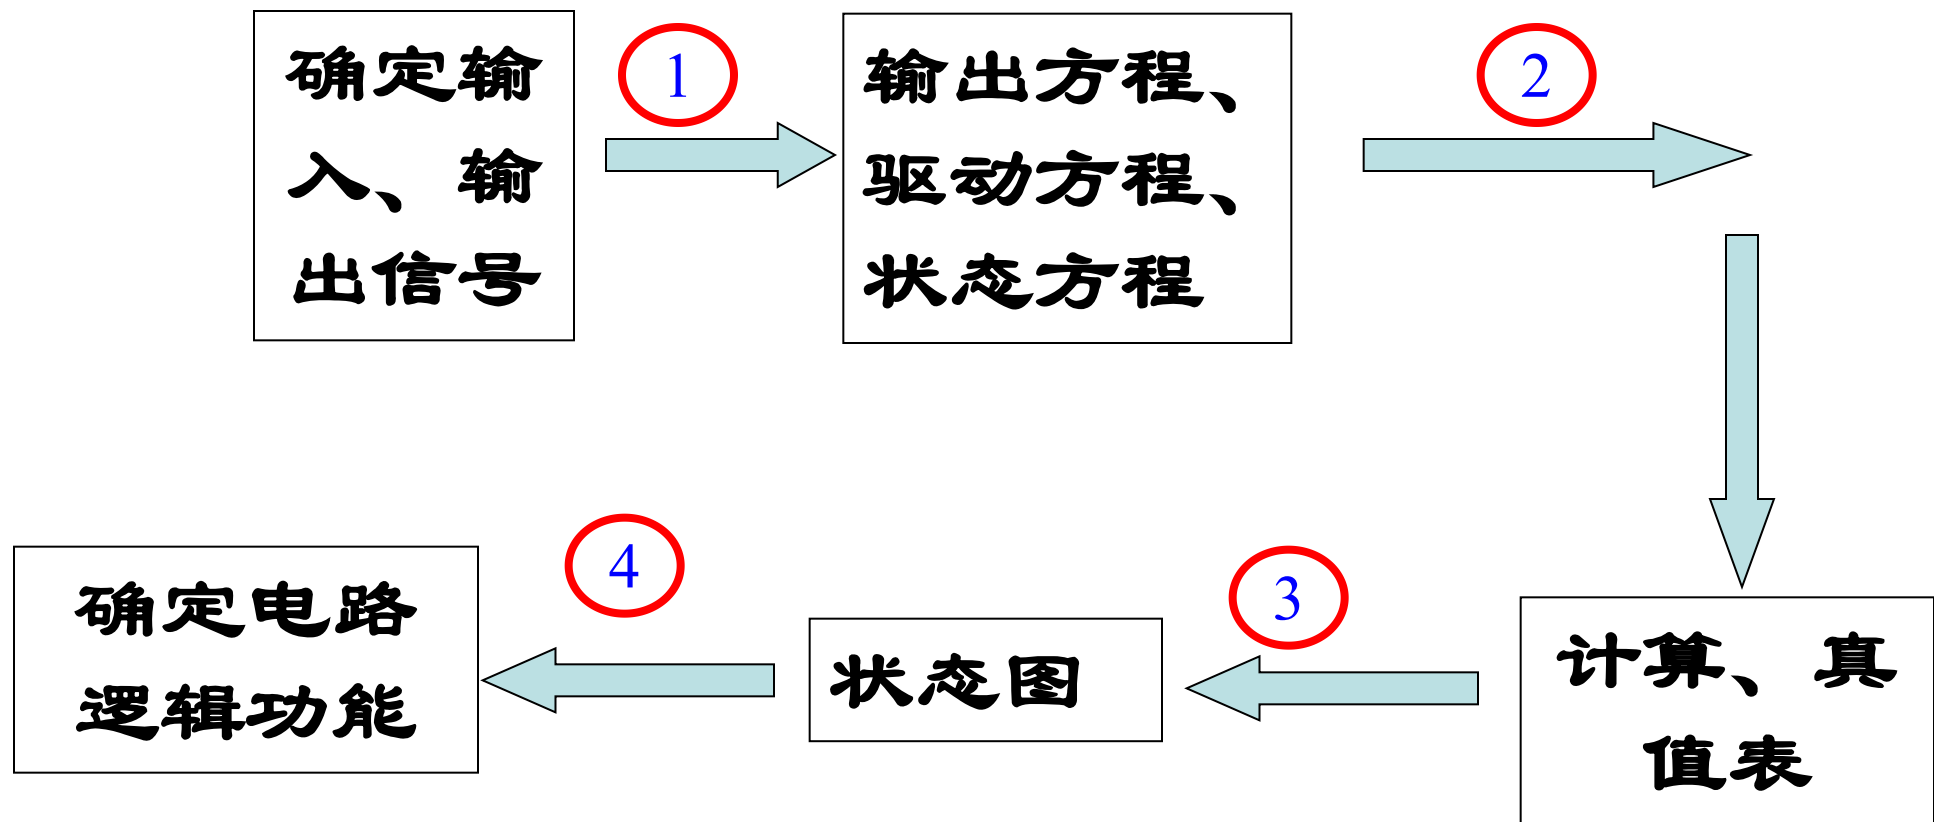 确定输
入、输
出信号
1
输出方程、
驱动方程、
状态方程
2
计算、真
值表
3
状态图
4
确定电路
逻辑功能